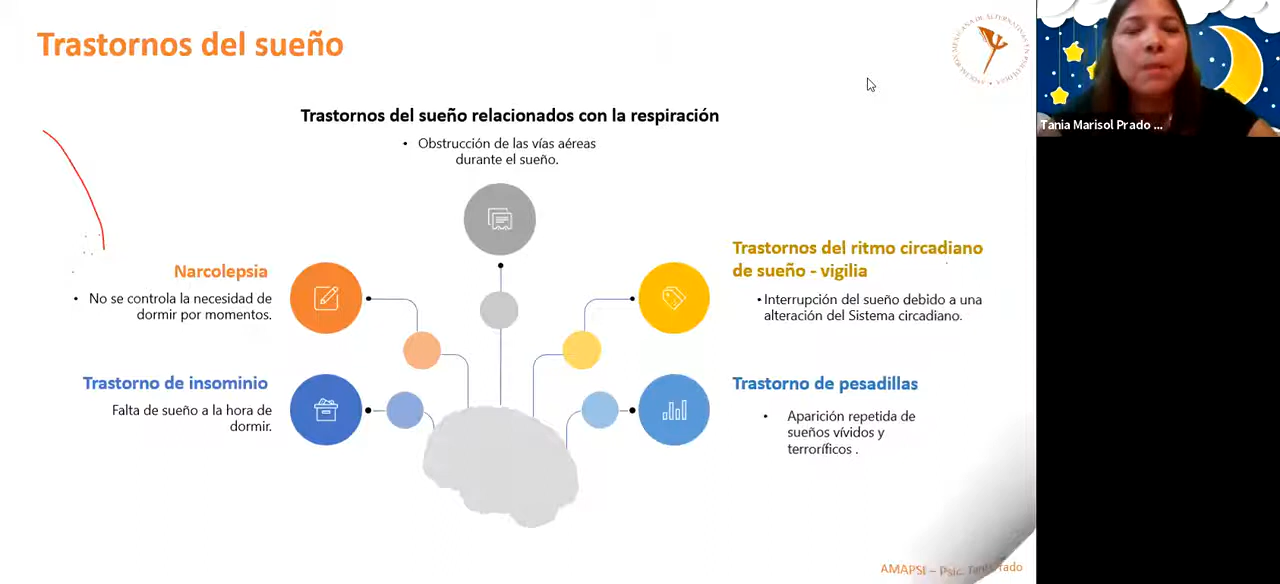 Trastornos del sueño
Trastornos del sueño relacionados con la respiración
• Obstrucción de las vías aéreas
durante el sueño.
Narcolepsia
• No se controla la necesidad de
dormir por momentos.
Trastorno de insominio
Falta de sueño a la hora de
dormir.
Trastornos del ritmo circadiano
de sueño - vigilia
• Interrupción del sueño debido a una
alteración del Sistema circadiano.
Trastorno de pesadillas
• Aparición repetida de
sueños vívidos y
terroríficos .
AMAPSI – Psic. Tania Prado
Tania Marisol Prado ...